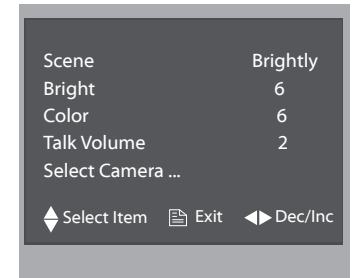 Scene Brightly
Bright 6
Color 6
Talk Volume 2
Select Camera ...
Select Item Exit Dec/Inc